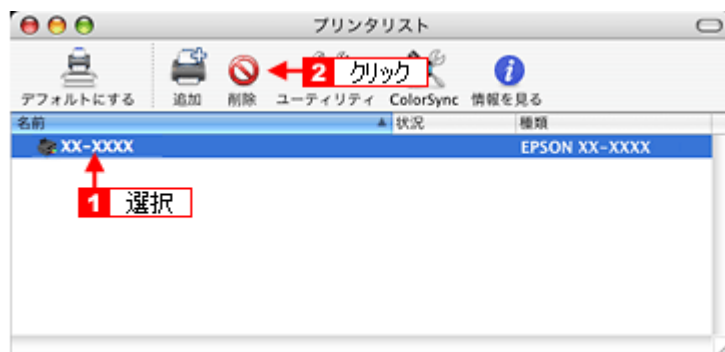 プリンタリスト
2 クリック
デフォルトにする 追加 削除 ユーティリティ ColorSync 情報を見る
名前 状況 種類
XX-XXXX EPSON XX-XXXX
1 選択